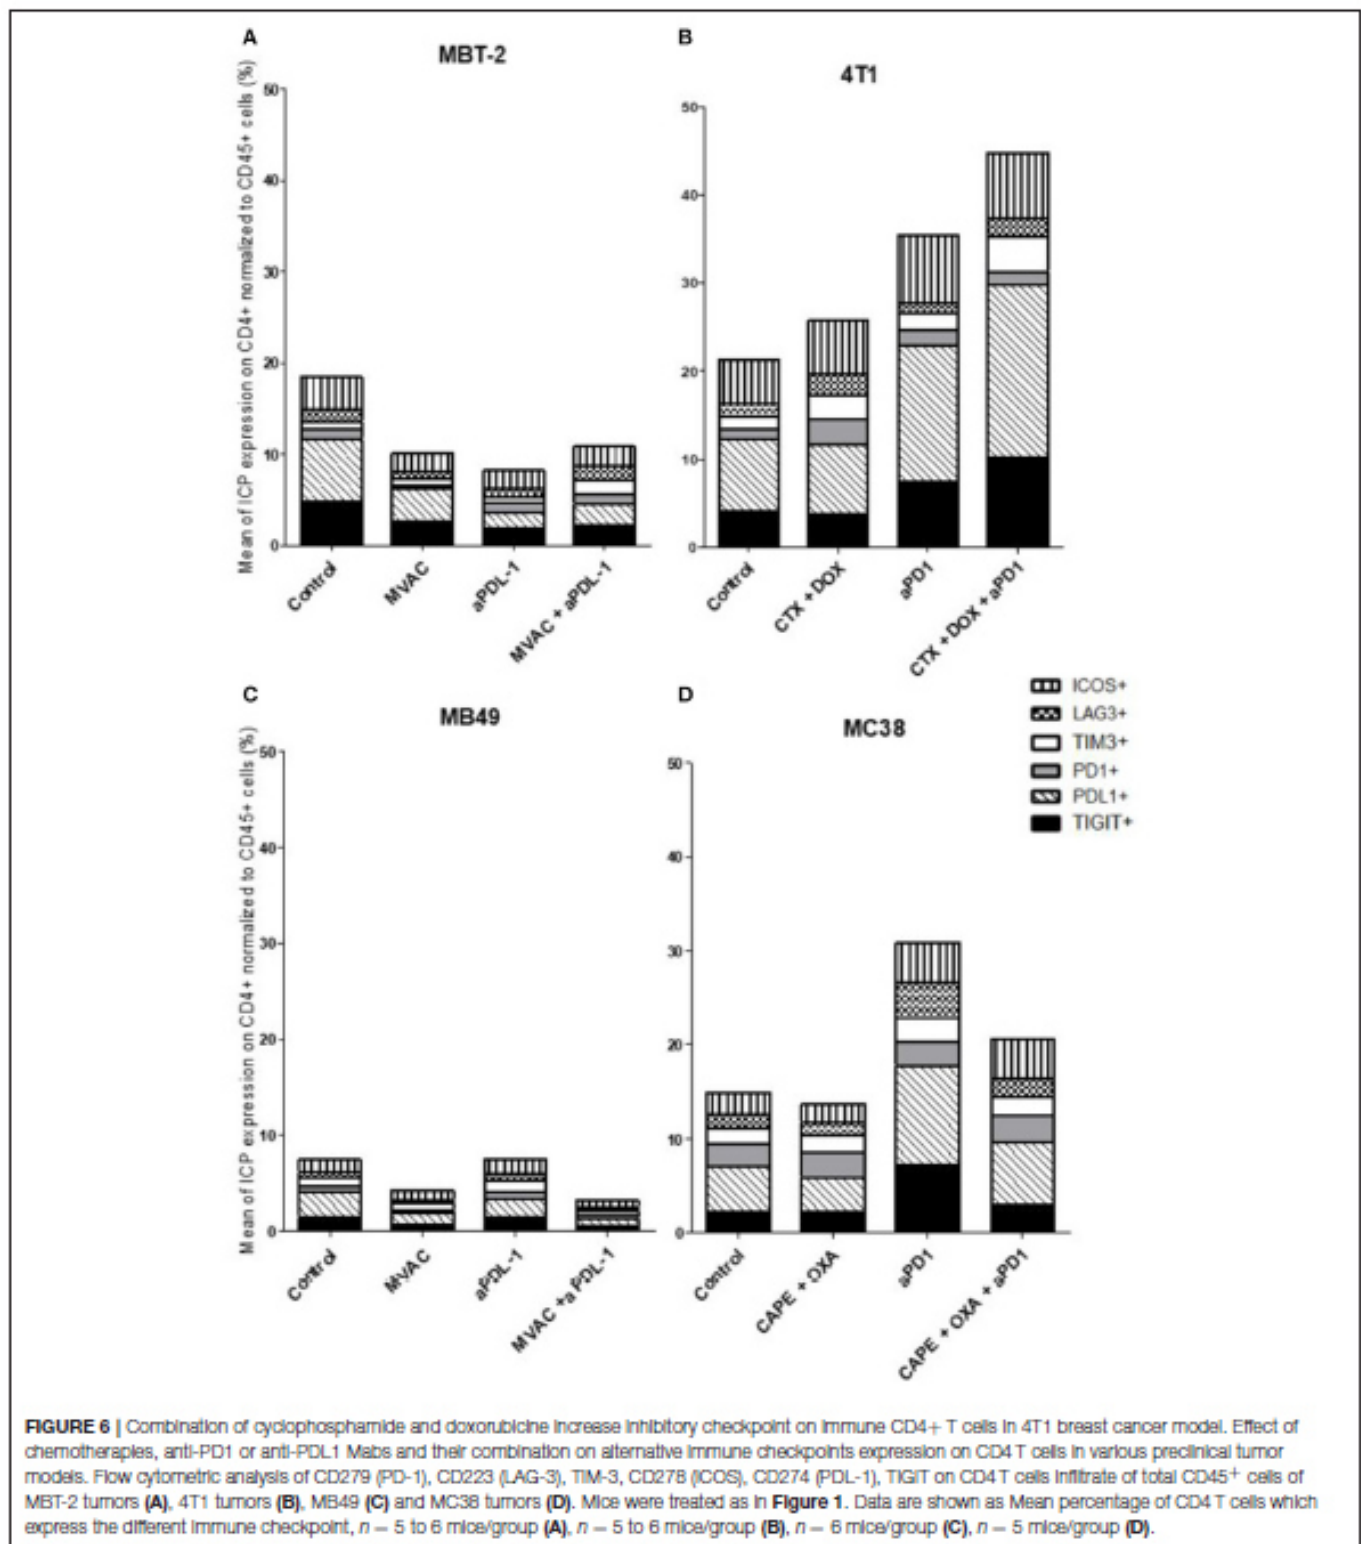 A
MBT-2
Mean of ICP expression on CD4+ normalized to CD45+ cells (%)
50
40
30
20
10
0
Control
MVAC
aPDL-1
MVAC + aPDL-1
B
4T1
50
40
30
20
10
0
Control
CTX + DOX
aPD1
CTX + DOX + aPD1
C
MB49
Mean of ICP expression on CD4+ normalized to CD45+ cells (%)
50
40
30
20
10
0
Control
MVAC
aPDL-1
MVAC +a PDL-1
D
MC38
50
40
30
20
10
0
Control
CAPE + OXA
aPD1
CAPE + OXA + aPD1
ICOS+
LAG3+
TIM3+
PD1+
PDL1+
TIGIT+
FIGURE 6 | Combination of cyclophosphamide and doxorubicine increase inhibitory checkpoint on immune CD4+ T cells in 4T1 breast cancer model. Effect of
chemotherapies, anti-PD1 or anti-PDL1 Mabs and their combination on alternative immune checkpoints expression on CD4 T cells in various preclinical tumor
models. Flow cytometric analysis of CD279 (PD-1), CD223 (LAG-3), TIM-3, CD278 (ICOS), CD274 (PDL-1), TIGIT on CD4 T cells infiltrate of total CD45+ cells of
MBT-2 tumors (A), 4T1 tumors (B), MB49 (C) and MC38 tumors (D). Mice were treated as in Figure 1. Data are shown as Mean percentage of CD4 T cells which
express the different immune checkpoint, n = 5 to 6 mice/group (A), n = 5 to 6 mice/group (B), n = 6 mice/group (C), n = 5 mice/group (D).